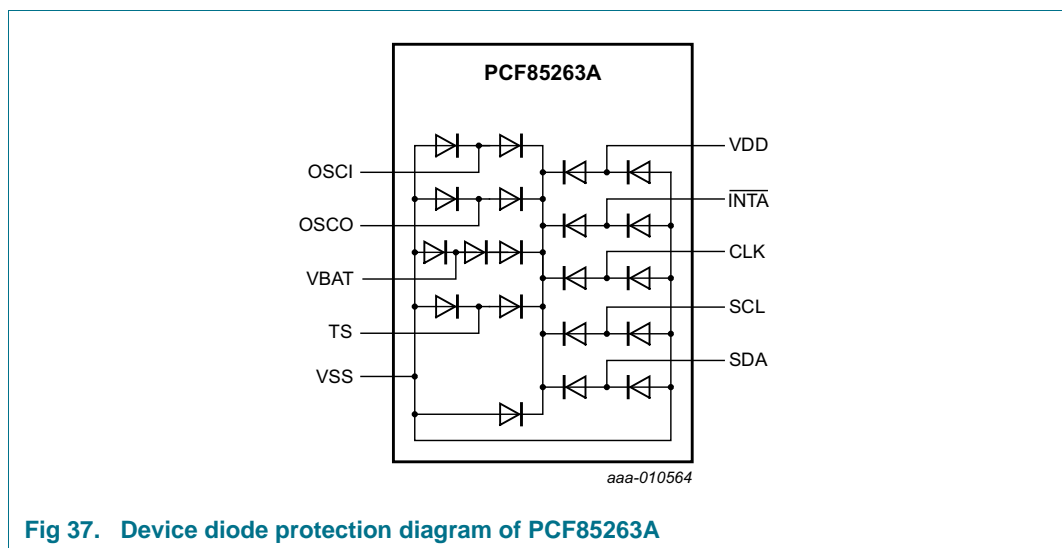 PCF85263A
OSCI
OSCO
VBAT
TS
VSS
VDD
INTA
CLK
SCL
SDA
aaa-010564
Fig 37. Device diode protection diagram of PCF85263A